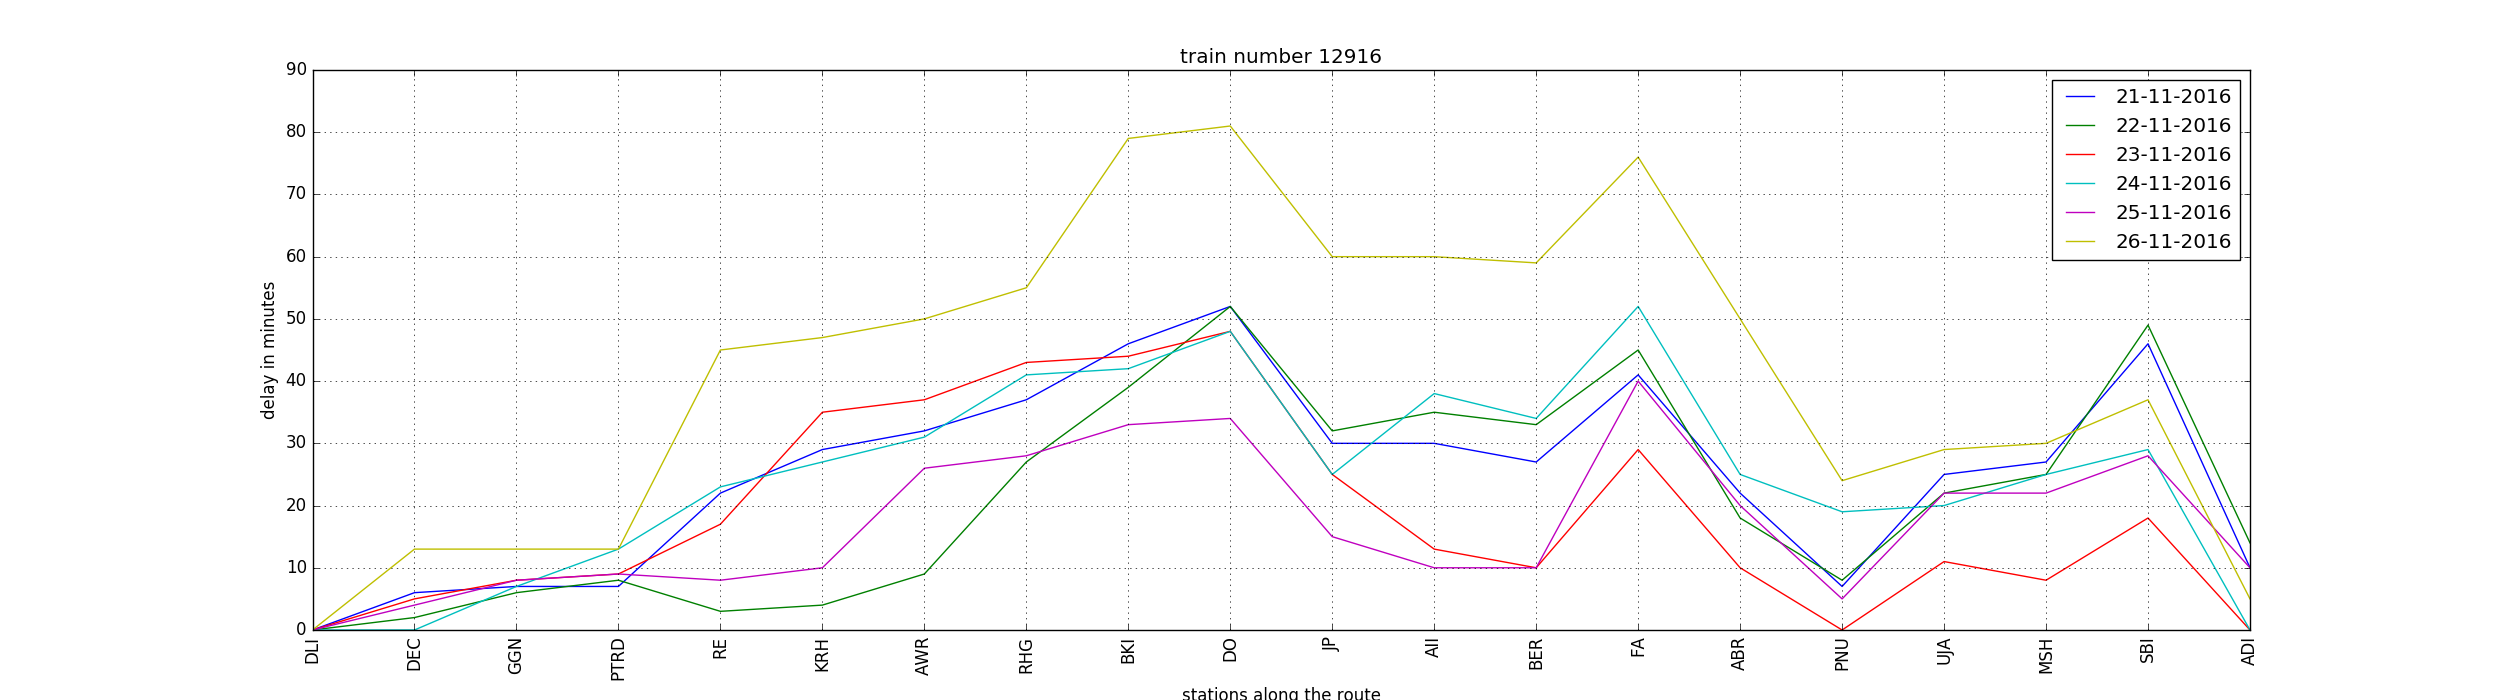 train number 12916
90
80
70
60
50
40
30
20
10
0
delay in minutes
21-11-2016
22-11-2016
23-11-2016
24-11-2016
25-11-2016
26-11-2016
DLI
DEC
GGN
PTRD
RE
KRH
AWR
RHG
BKI
DO
JP
AII
BER
FA
ABR
PNU
UJA
MSH
SBI
ADI
stations along the route